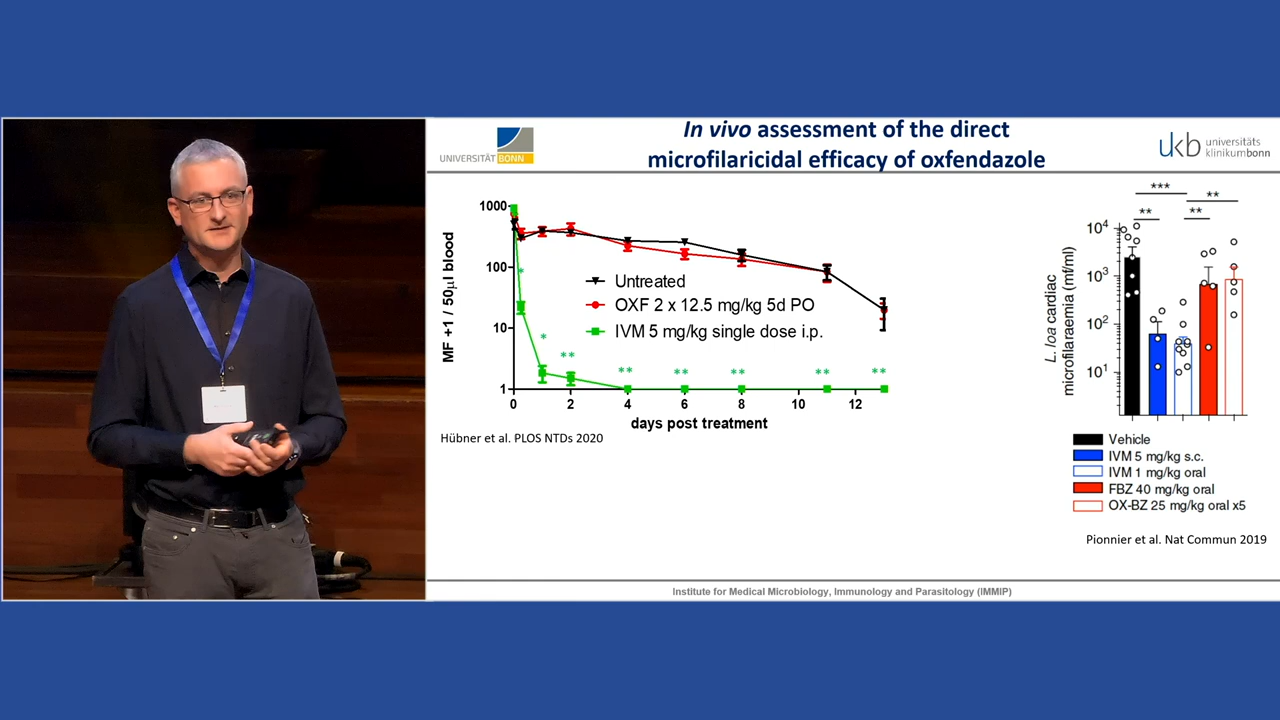 In vivo assessment of the direct
microfilaricidal efficacy of oxfendazole
UNIVERSITÄT BONN
ukb universitäts
klinikumbonn
MF +1 / 50µl blood
1000
100
10
1
0
2
4
6
8
10
12
days post treatment
Untreated
OXF 2 x 12.5 mg/kg 5d PO
IVM 5 mg/kg single dose i.p.
*
*
**
**
**
**
**
**
Hübner et al. PLOS NTDs 2020
***
**
**
**
L. loa cardiac
microfilaraemia (mf/ml)
10⁴
10³
10²
10¹
Vehicle
IVM 5 mg/kg s.c.
IVM 1 mg/kg oral
FBZ 40 mg/kg oral
OX-BZ 25 mg/kg oral x5
Pionnier et al. Nat Commun 2019
Institute for Medical Microbiology, Immunology and Parasitology (IMMIP)